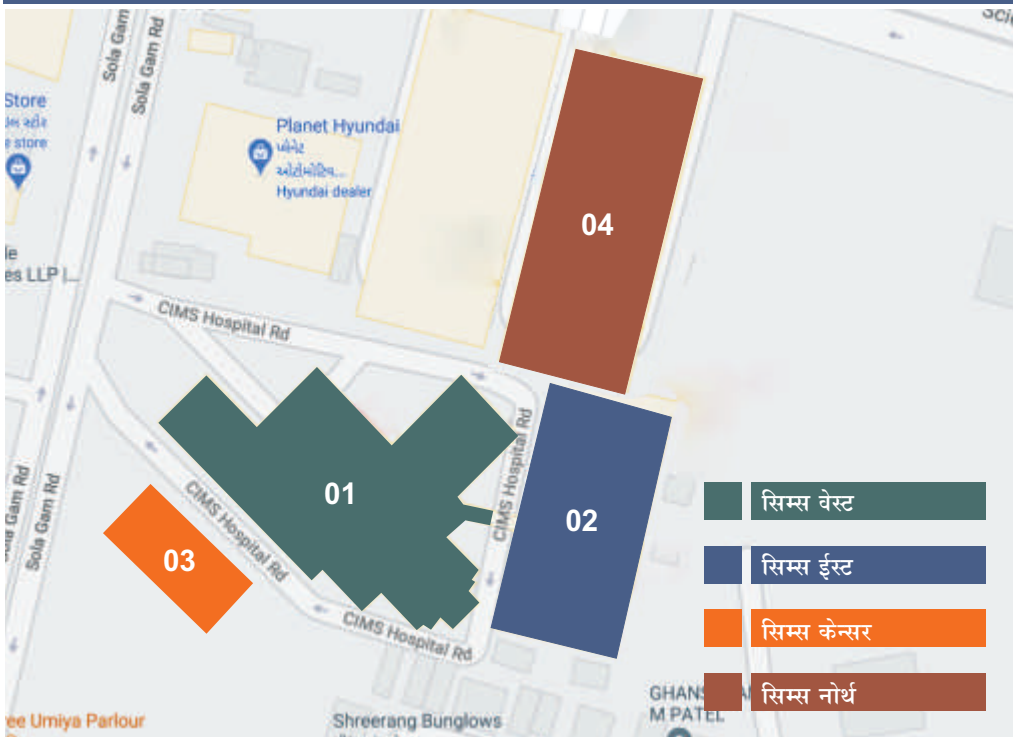 Sola Gam
Sola Gam Rd
Store
e store
Planet Hyundai
Hyundai dealer
04
es LLP |...
CIMS Hospital Rd
01
CIMS Hospital Rd
02
CIMS Hospital Rd
03
CIMS Hospital Rd
Gam Rd
Sola Gam Rd
सिम्स वेस्ट
सिम्स ईस्ट
सिम्स केन्सर
सिम्स नोर्थ
GHANS
M PATEL
ee Umiya Parlour
Shreerang Bunglows